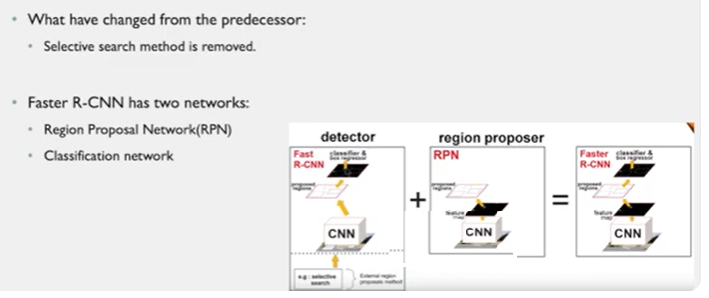 What have changed from the predecessor:
Selective search method is removed.
Faster R-CNN has two networks:
Region Proposal Network(RPN)
Classification network
detector
region proposer
Fast
R-CNN
classifier &
box regressor
proposed
regions
CNN
e.g : selective
search
External region
proposals method
+
RPN
proposed
regions
feature
map
CNN
=
Faster
R-CNN
classifier &
box regressor
proposed
regions
feature
map
CNN